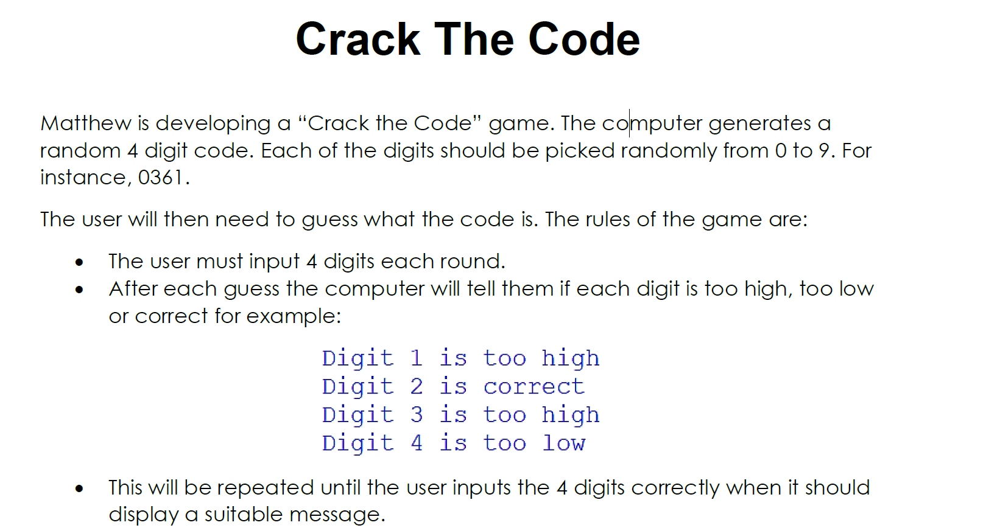 Crack The Code
Matthew is developing a “Crack the Code” game. The computer generates a
random 4 digit code. Each of the digits should be picked randomly from 0 to 9. For
instance, 0361.
The user will then need to guess what the code is. The rules of the game are:
• The user must input 4 digits each round.
• After each guess the computer will tell them if each digit is too high, too low
or correct for example:
Digit 1 is too high
Digit 2 is correct
Digit 3 is too high
Digit 4 is too low
• This will be repeated until the user inputs the 4 digits correctly when it should
display a suitable message.